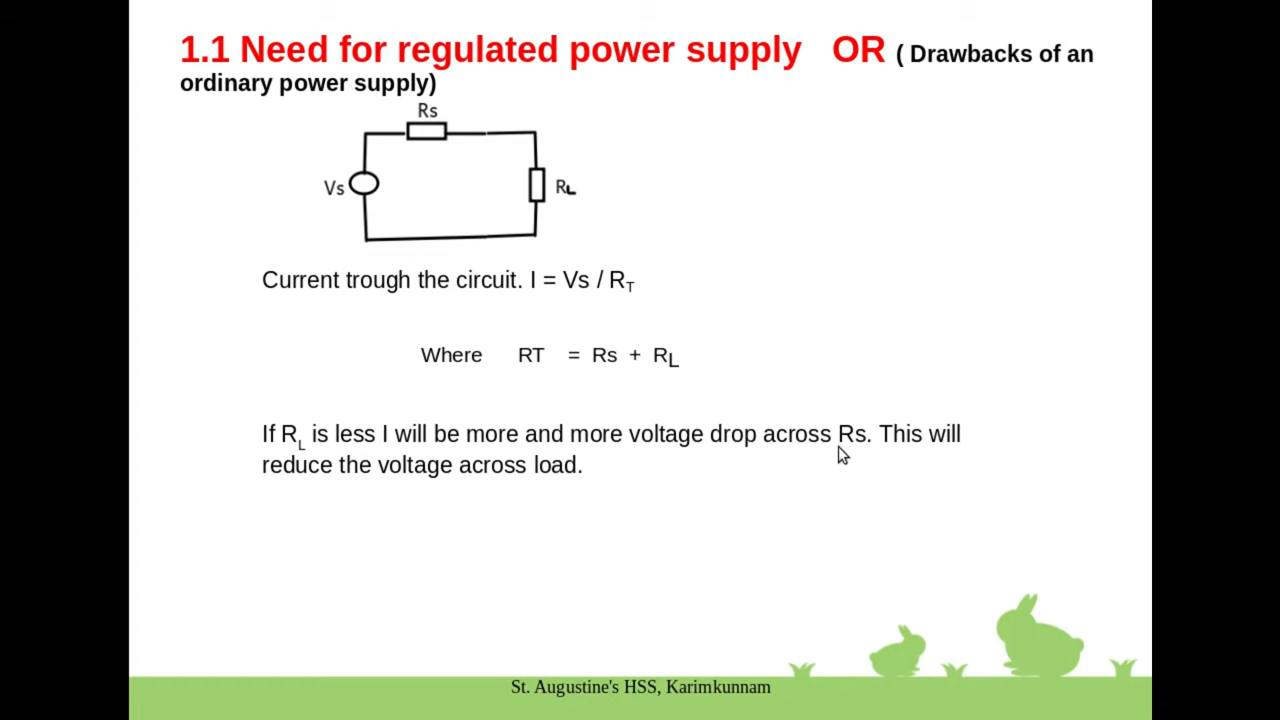 1.1 Need for regulated power supply OR ( Drawbacks of an
ordinary power supply)
Rs
Vs
RL
Current trough the circuit. I = Vs / RT
Where RT = Rs + RL
If RL is less I will be more and more voltage drop across Rs. This will
reduce the voltage across load.
St. Augustine's HSS, Karimkunnam